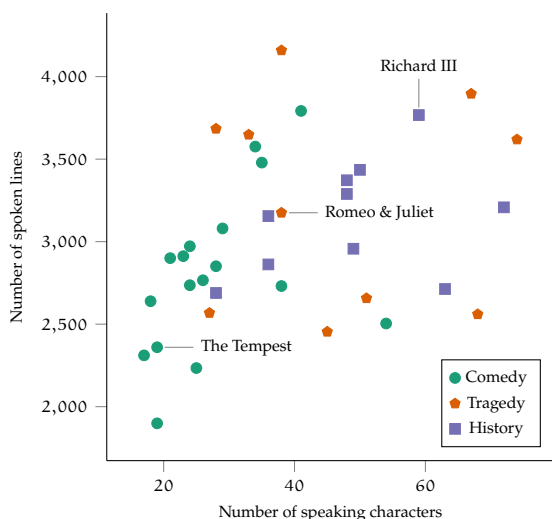 Number of spoken lines
4,000
3,500
3,000
2,500
2,000
Richard III
Romeo & Juliet
The Tempest
Comedy
Tragedy
History
20
40
60
Number of speaking characters